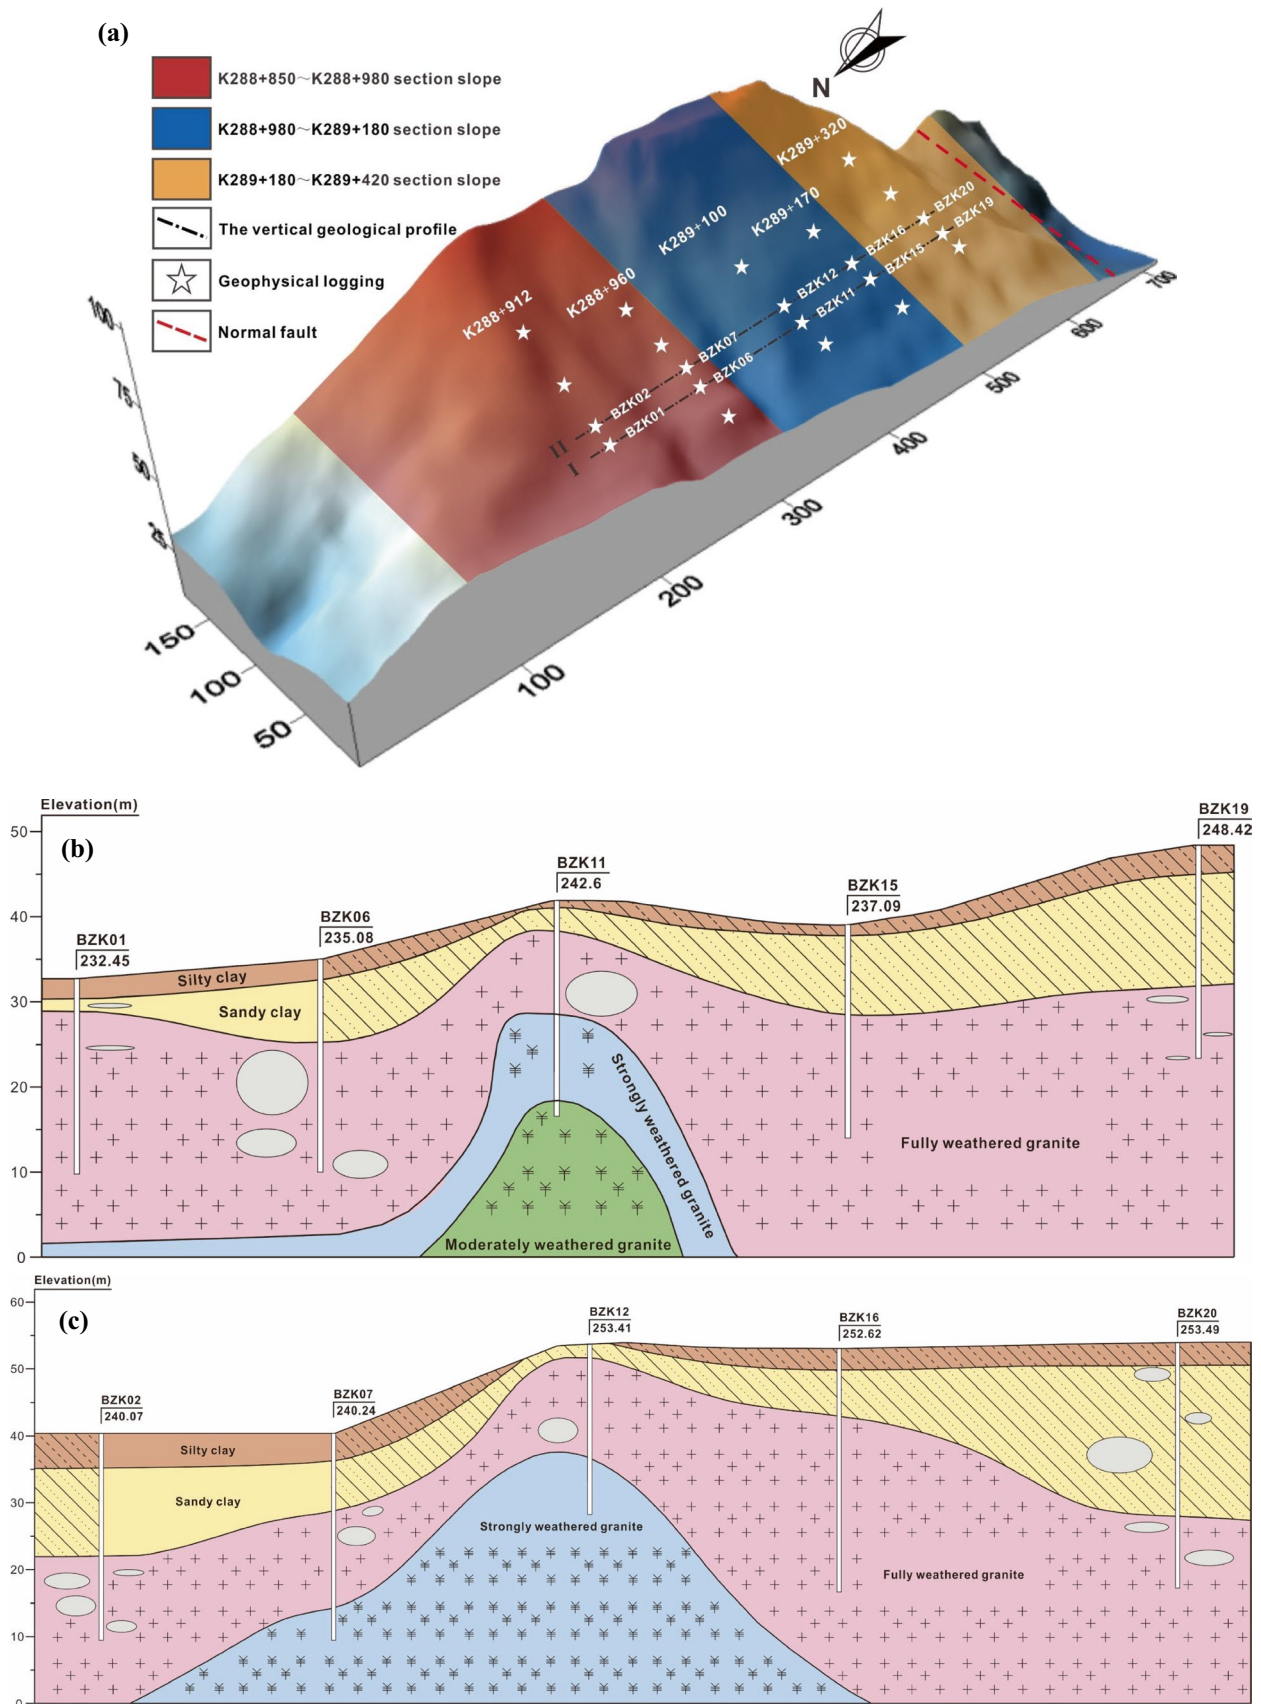 (a)
K288+850~K288+980 section slope
K288+980~K289+180 section slope
K289+180~K289+420 section slope
The vertical geological profile
Geophysical logging
Normal fault
N
K289+320
K289+170
K289+100
K288+960
K288+912
BZK20
BZK19
BZK16
BZK15
BZK12
BZK11
BZK07
BZK06
BZK02
BZK01
II
I
100
75
50
25
150
100
50
100
200
300
400
500
600
700
Elevation(m)
(b)
50
40
30
20
10
0
BZK01
232.45
BZK06
235.08
BZK11
242.6
BZK15
237.09
BZK19
248.42
Silty clay
Sandy clay
Strongly weathered granite
Fully weathered granite
Moderately weathered granite
Elevation(m)
(c)
60
50
40
30
20
10
0
BZK02
240.07
BZK07
240.24
BZK12
253.41
BZK16
252.62
BZK20
253.49
Silty clay
Sandy clay
Strongly weathered granite
Fully weathered granite